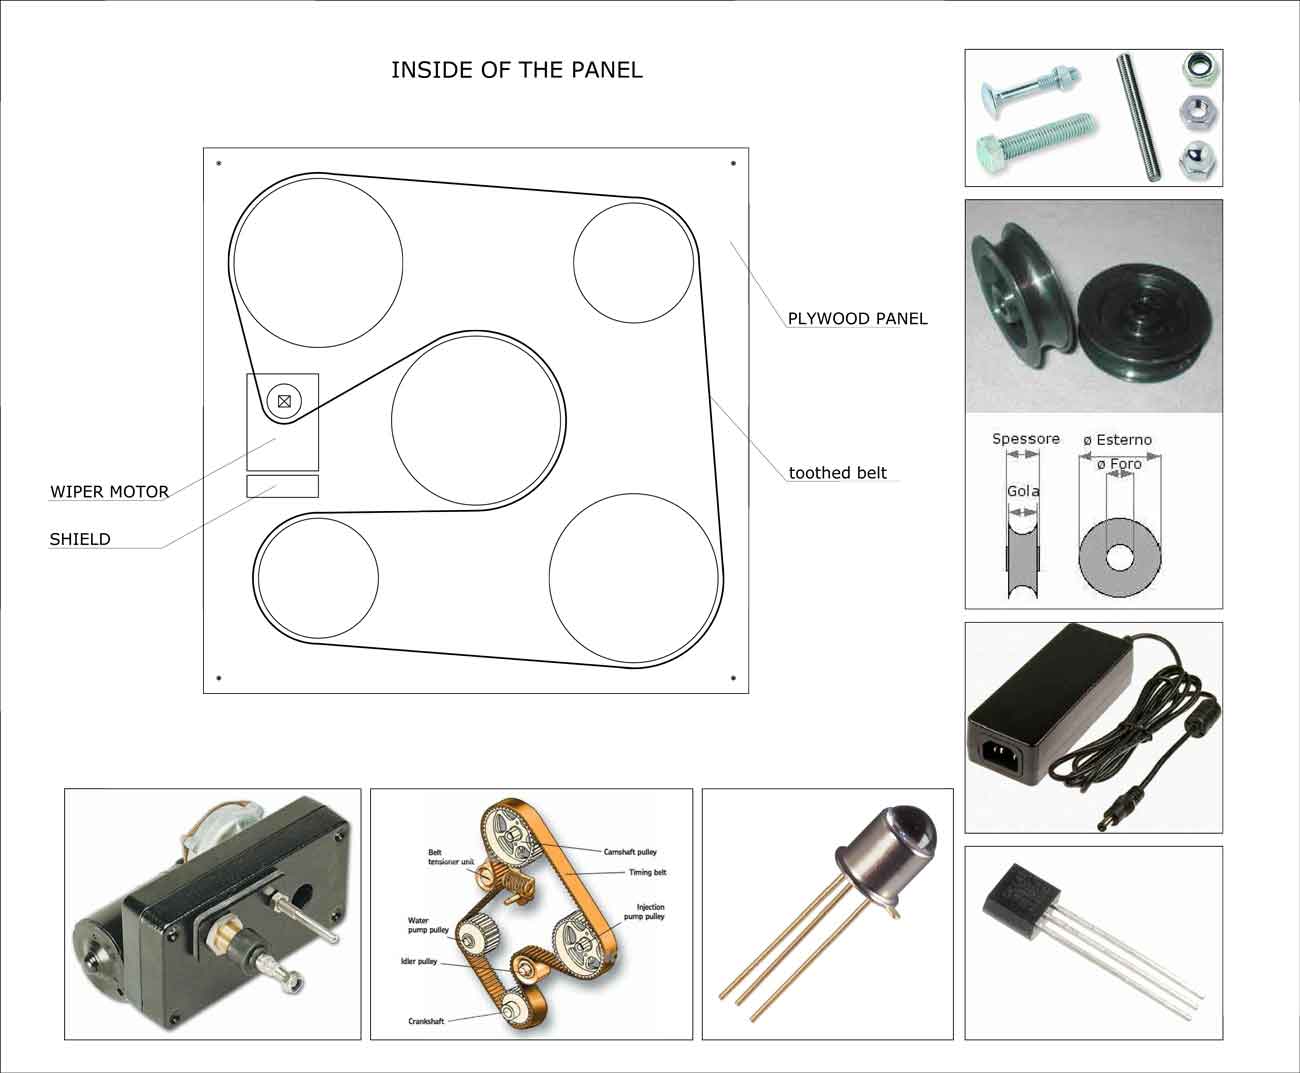 INSIDE OF THE PANEL
PLYWOOD PANEL
toothed belt
WIPER MOTOR
SHIELD
Spessore
ø Esterno
ø Foro
Gola
Belt
tensioner unit
Camshaft pulley
Timing belt
Injection
pump pulley
Water
pump pulley
Idler pulley
Crankshaft